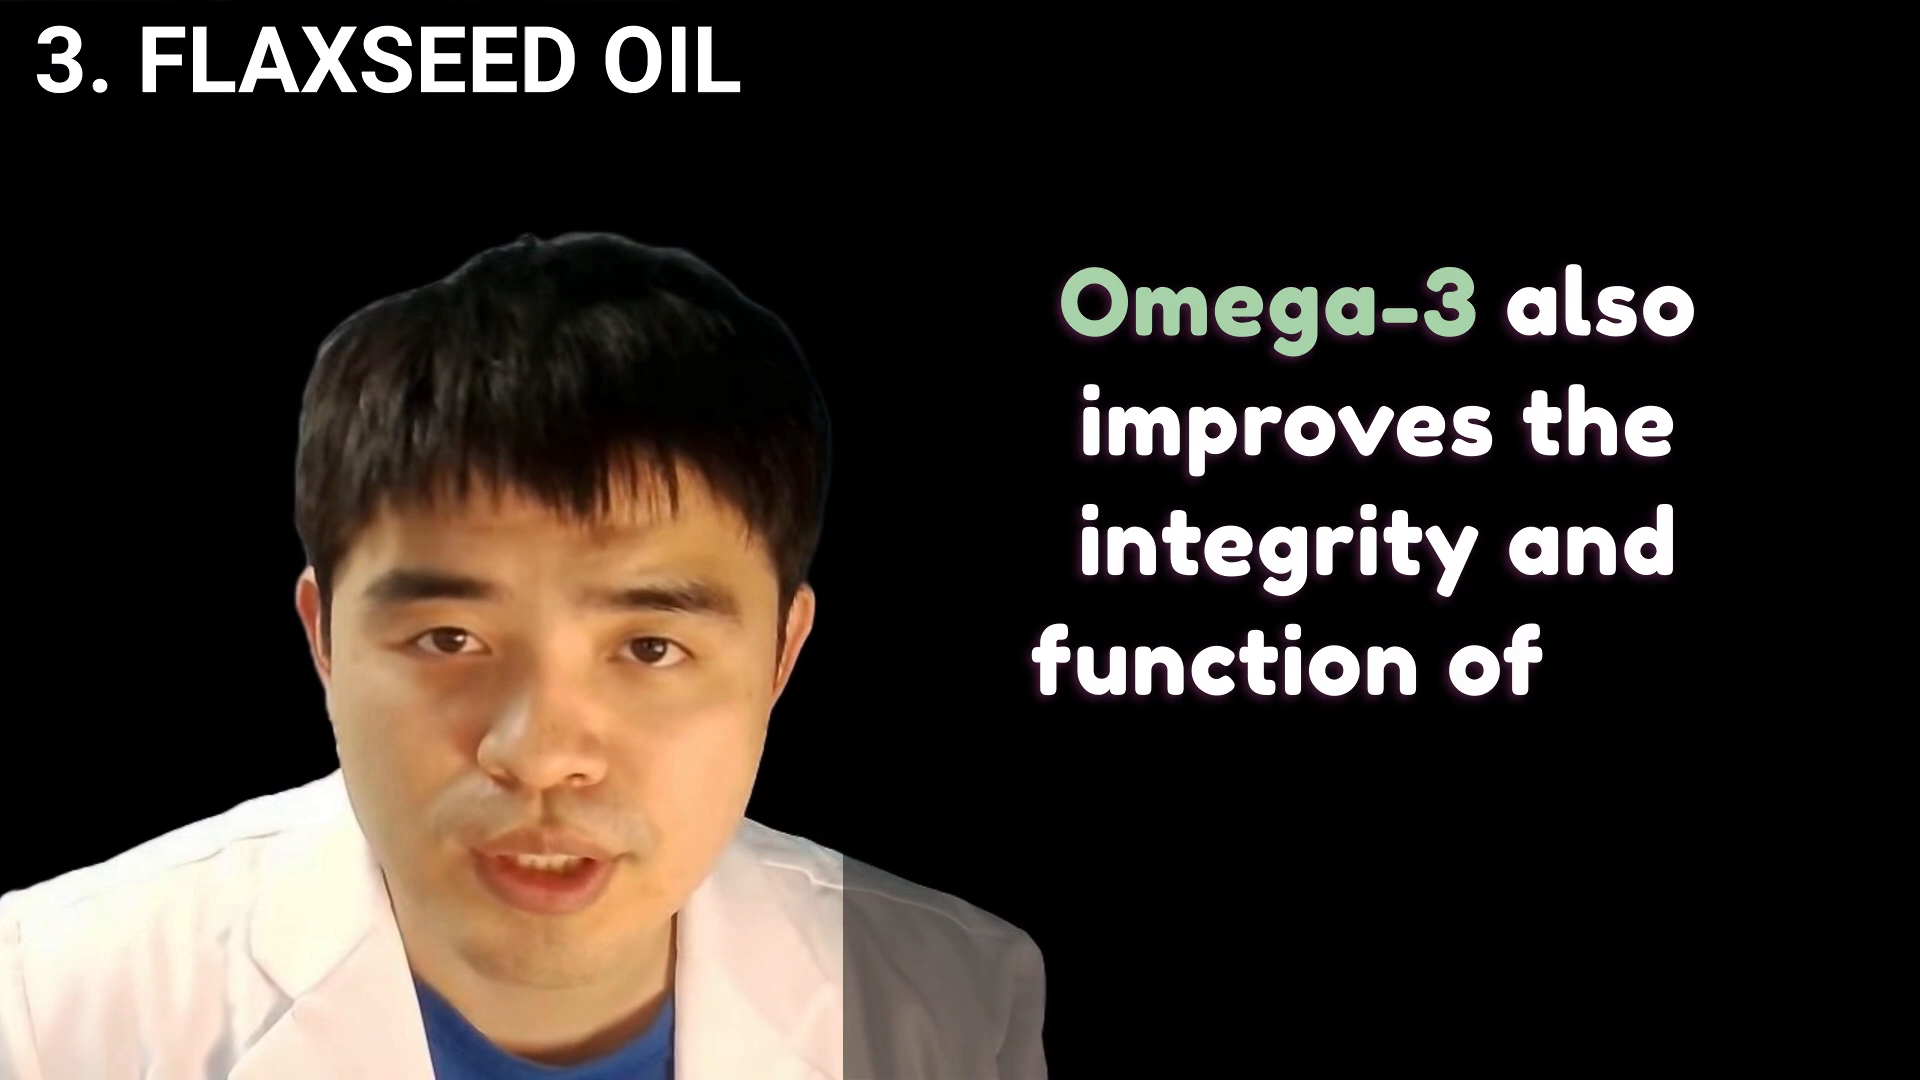 3. FLAXSEED OIL
Omega-3 also
improves the
integrity and
function of